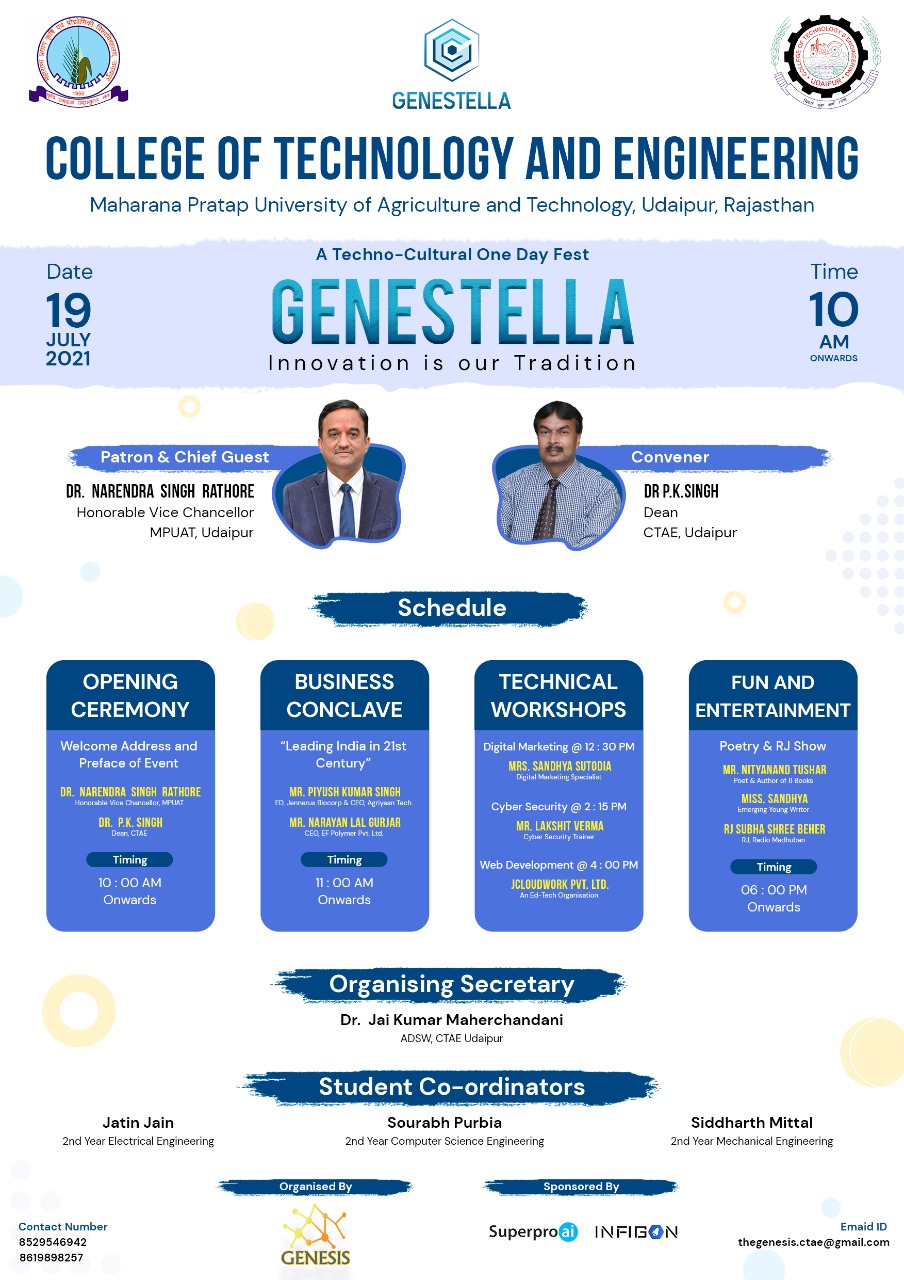 GENESTELLA
COLLEGE OF TECHNOLOGY & ENGINEERING
UDAIPUR
COLLEGE OF TECHNOLOGY AND ENGINEERING
Maharana Pratap University of Agriculture and Technology, Udaipur, Rajasthan
A Techno-Cultural One Day Fest
Date
19
JULY
2021
GENESTELLA
Innovation is our Tradition
Time
10
AM
ONWARDS
Patron & Chief Guest
DR. NARENDRA SINGH RATHORE
Honorable Vice Chancellor
MPUAT, Udaipur
Convener
DR P.K.SINGH
Dean
CTAE, Udaipur
Schedule
OPENING
CEREMONY
Welcome Address and
Preface of Event
DR. NARENDRA SINGH RATHORE
Honorable Vice Chancellor, MPUAT
DR. P.K. SINGH
Dean, CTAE
Timing
10 : 00 AM
Onwards
BUSINESS
CONCLAVE
“Leading India in 21st
Century”
MR. PIYUSH KUMAR SINGH
ED, Jennerus Biocorp & CEO, Agriyaan Tech.
MR. NARAYAN LAL GURJAR
CEO, EF Polymer Pvt. Ltd.
Timing
11 : 00 AM
Onwards
TECHNICAL
WORKSHOPS
Digital Marketing @ 12 : 30 PM
MRS. SANDHYA SUTODIA
Digital Marketing Specialist
Cyber Security @ 2 : 15 PM
MR. LAKSHIT VERMA
Cyber Security Trainer
Web Development @ 4 : 00 PM
JCLOUDWORK PVT. LTD.
An Ed-Tech Organisation
FUN AND
ENTERTAINMENT
Poetry & RJ Show
MR. NITYANAND TUSHAR
Poet & Author of 8 Books
MISS. SANDHYA
Emerging Young Writer
RJ SUBHA SHREE BEHER
RJ, Radio Madhuban
Timing
06 : 00 PM
Onwards
Organising Secretary
Dr. Jai Kumar Maherchandani
ADSW, CTAE Udaipur
Student Co-ordinators
Jatin Jain
2nd Year Electrical Engineering
Sourabh Purbia
2nd Year Computer Science Engineering
Siddharth Mittal
2nd Year Mechanical Engineering
Organised By
GENESIS
Sponsored By
Superpro ai
INFIGON
Contact Number
8529546942
8619898257
Emaid ID
thegenesis.ctae@gmail.com